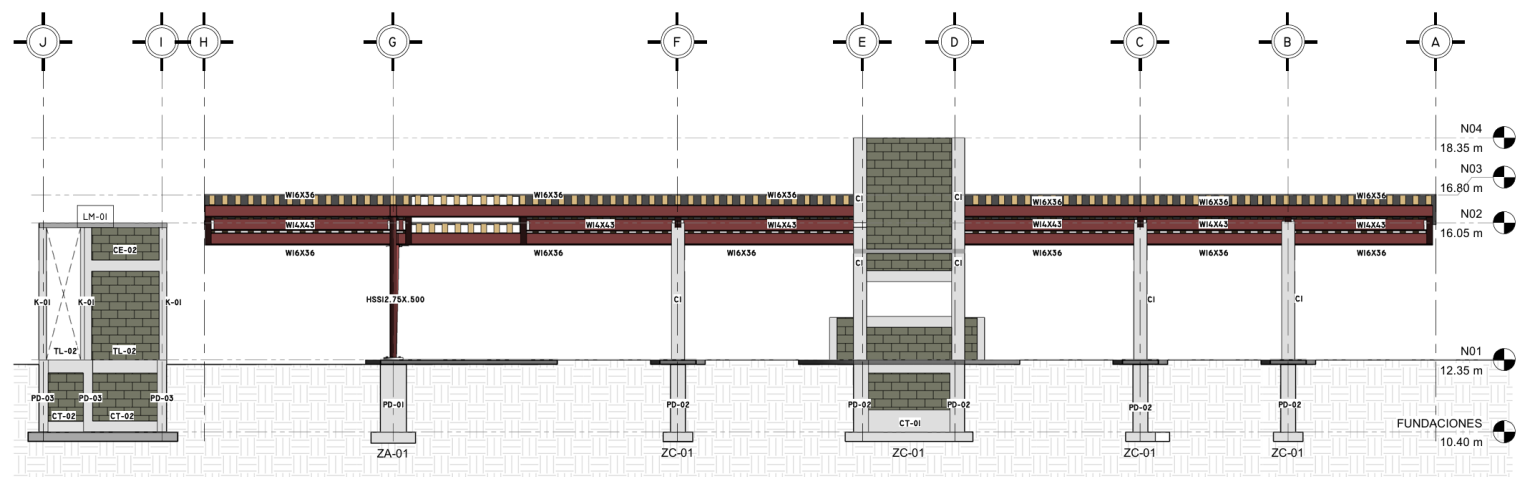 J I H G F E D C B A
N04
18.35 m
N03
16.80 m
W16X36 W16X36 W16X36 W16X36 W16X36 W16X36
C1 C1
LM-01
N02
16.05 m
W14X43 W14X43 W14X43 W14X43 W14X43 W14X43
CE-02
W16X36 W16X36 W16X36 W16X36 W16X36 W16X36
C1 C1
K-01 K-01 K-01 HSS12.75X.500 C1 C1 C1
TL-02 TL-02
N01
12.35 m
PD-03 PD-03 PD-03 PD-01 PD-02 PD-02 PD-02 PD-02 PD-02
CT-02 CT-02 CT-01
FUNDACIONES
10.40 m
ZA-01 ZC-01 ZC-01 ZC-01 ZC-01